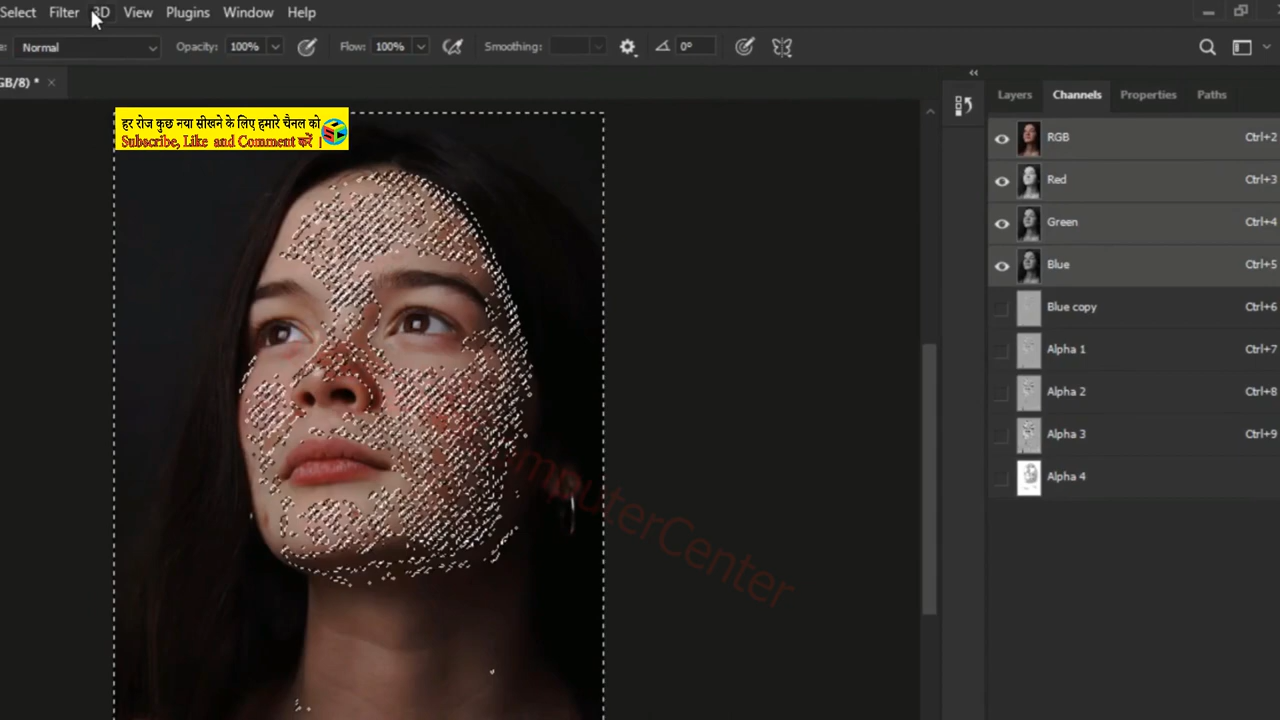 Select Filter 3D View Plugins Window Help
Normal Opacity: 100% Flow: 100% Smoothing: 0°
GB/8) * ×
Layers Channels Properties Paths
हर रोज कुछ नया सीखने के लिए हमारे चैनल को
Subscribe, Like and Comment करें |
RGB Ctrl+2
Red Ctrl+3
Green Ctrl+4
Blue Ctrl+5
Blue copy Ctrl+6
Alpha 1 Ctrl+7
Alpha 2 Ctrl+8
Alpha 3 Ctrl+9
Alpha 4
mputerCenter